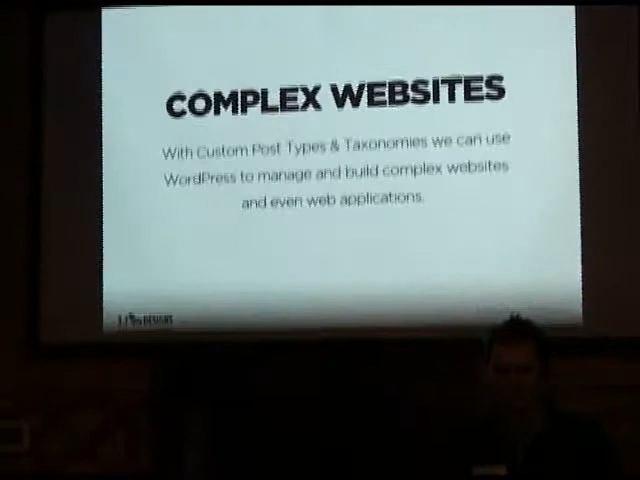 COMPLEX WEBSITES
With Custom Post Types & Taxonomies we can use
WordPress to manage and build complex websites
and even web applications.